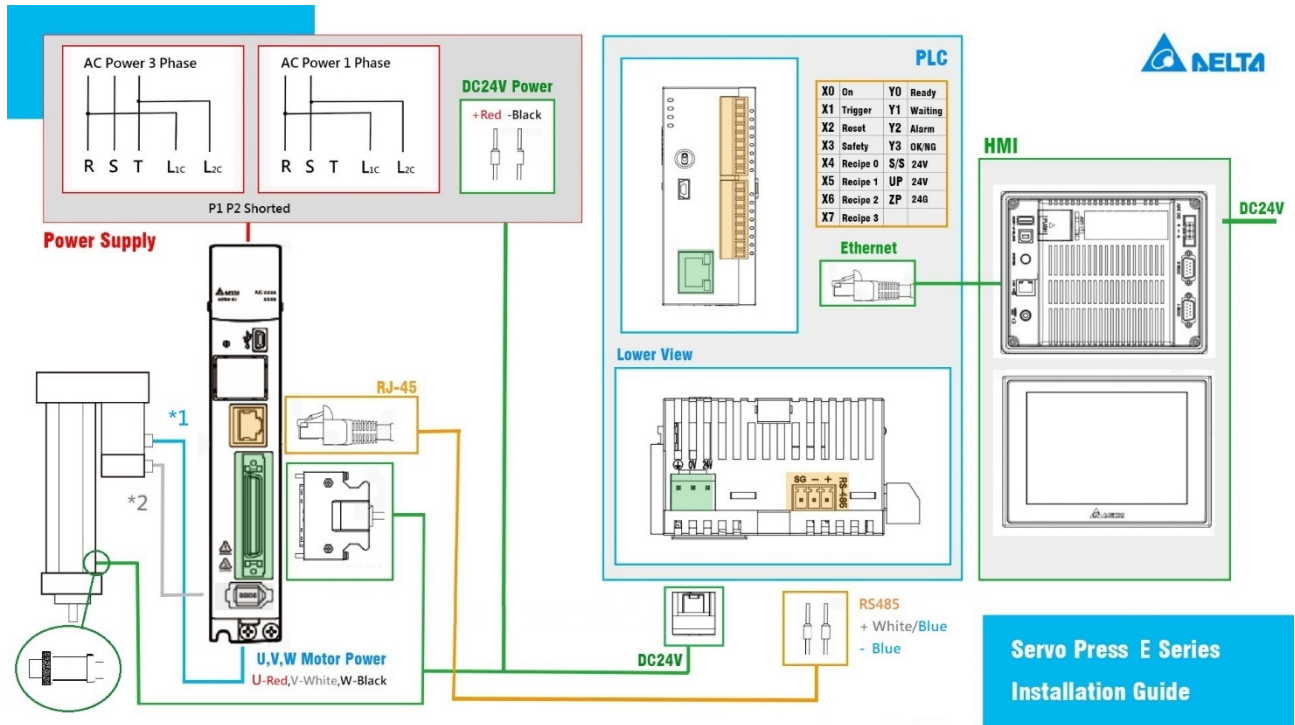 AC Power 3 Phase
R S T L1C L2C
AC Power 1 Phase
R S T L1C L2C
DC24V Power
+Red -Black
P1 P2 Shorted
Power Supply
*1
*2
RJ-45
U,V,W Motor Power
U-Red,V-White,W-Black
PLC
X0 On Y0 Ready
X1 Trigger Y1 Waiting
X2 Reset Y2 Alarm
X3 Safety Y3 OK/NG
X4 Recipe 0 S/S 24V
X5 Recipe 1 UP 24V
X6 Recipe 2 ZP 24G
X7 Recipe 3
Ethernet
Lower View
0V 24V
SG − +
RS-485
DC24V
RS485
+ White/Blue
- Blue
DELTA
HMI
DC24V
DELTA
Servo Press E Series
Installation Guide